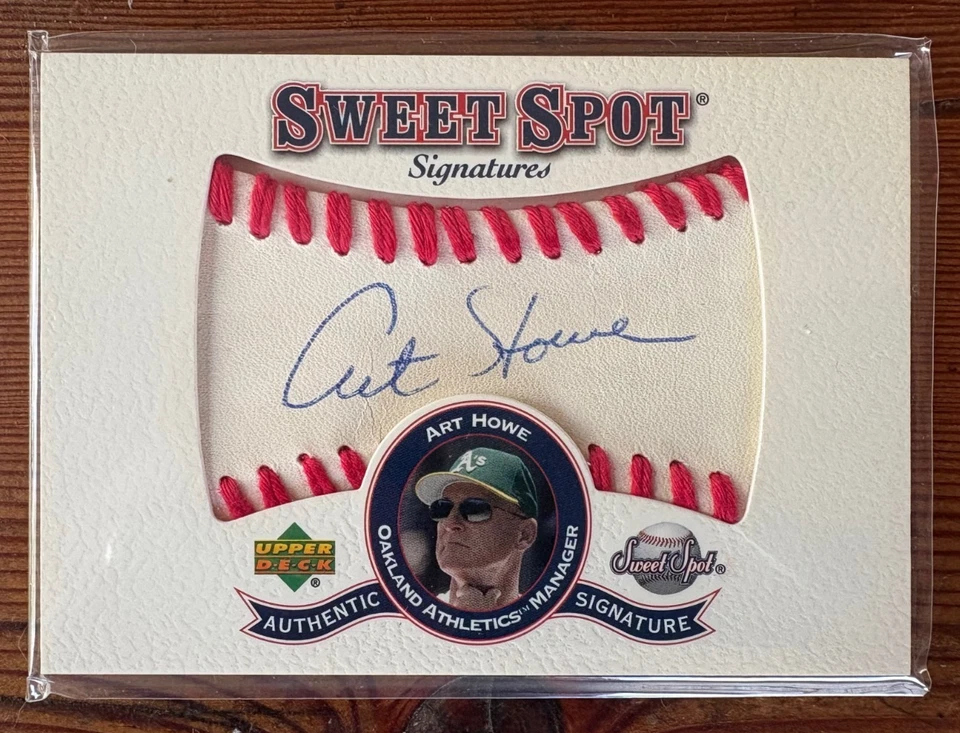 SWEET SPOT®
Signatures
Art Howe
ART HOWE
A's
OAKLAND ATHLETICS™ MANAGER
UPPER
DECK®
Sweet Spot®
AUTHENTIC
SIGNATURE